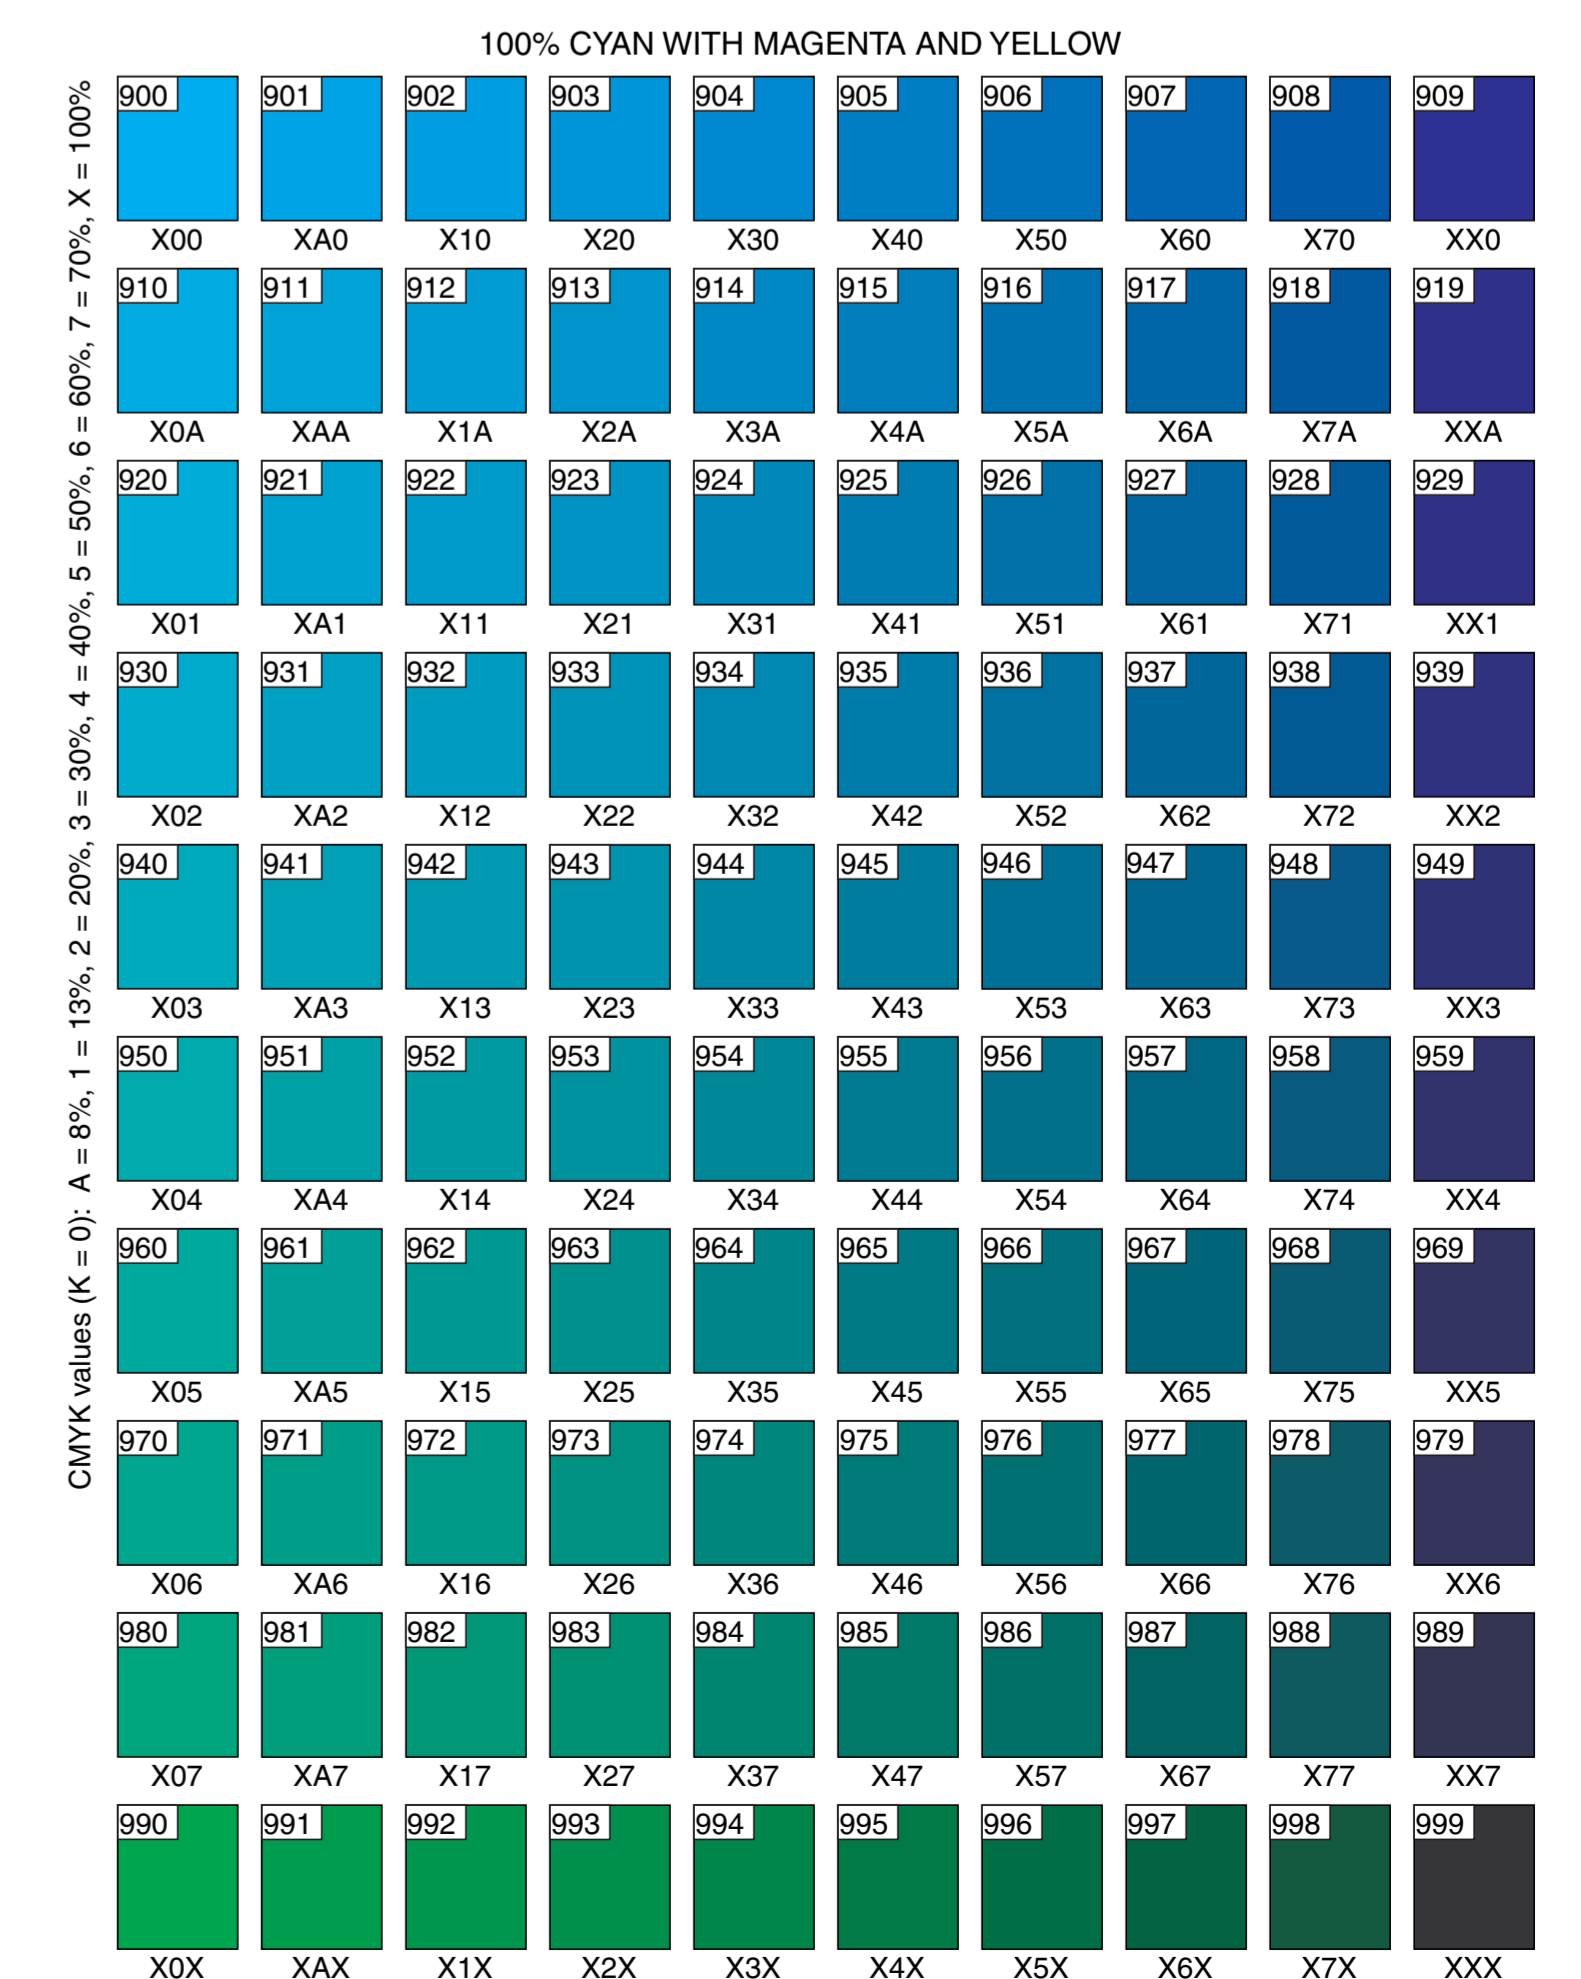 100% CYAN WITH MAGENTA AND YELLOW
CMYK values (K = 0):  A = 8%, 1 = 13%, 2 = 20%, 3 = 30%, 4 = 40%, 5 = 50%, 6 = 60%, 7 = 70%, X = 100%
900 901 902 903 904 905 906 907 908 909
X00 XA0 X10 X20 X30 X40 X50 X60 X70 XX0
910 911 912 913 914 915 916 917 918 919
X0A XAA X1A X2A X3A X4A X5A X6A X7A XXA
920 921 922 923 924 925 926 927 928 929
X01 XA1 X11 X21 X31 X41 X51 X61 X71 XX1
930 931 932 933 934 935 936 937 938 939
X02 XA2 X12 X22 X32 X42 X52 X62 X72 XX2
940 941 942 943 944 945 946 947 948 949
X03 XA3 X13 X23 X33 X43 X53 X63 X73 XX3
950 951 952 953 954 955 956 957 958 959
X04 XA4 X14 X24 X34 X44 X54 X64 X74 XX4
960 961 962 963 964 965 966 967 968 969
X05 XA5 X15 X25 X35 X45 X55 X65 X75 XX5
970 971 972 973 974 975 976 977 978 979
X06 XA6 X16 X26 X36 X46 X56 X66 X76 XX6
980 981 982 983 984 985 986 987 988 989
X07 XA7 X17 X27 X37 X47 X57 X67 X77 XX7
990 991 992 993 994 995 996 997 998 999
X0X XAX X1X X2X X3X X4X X5X X6X X7X XXX